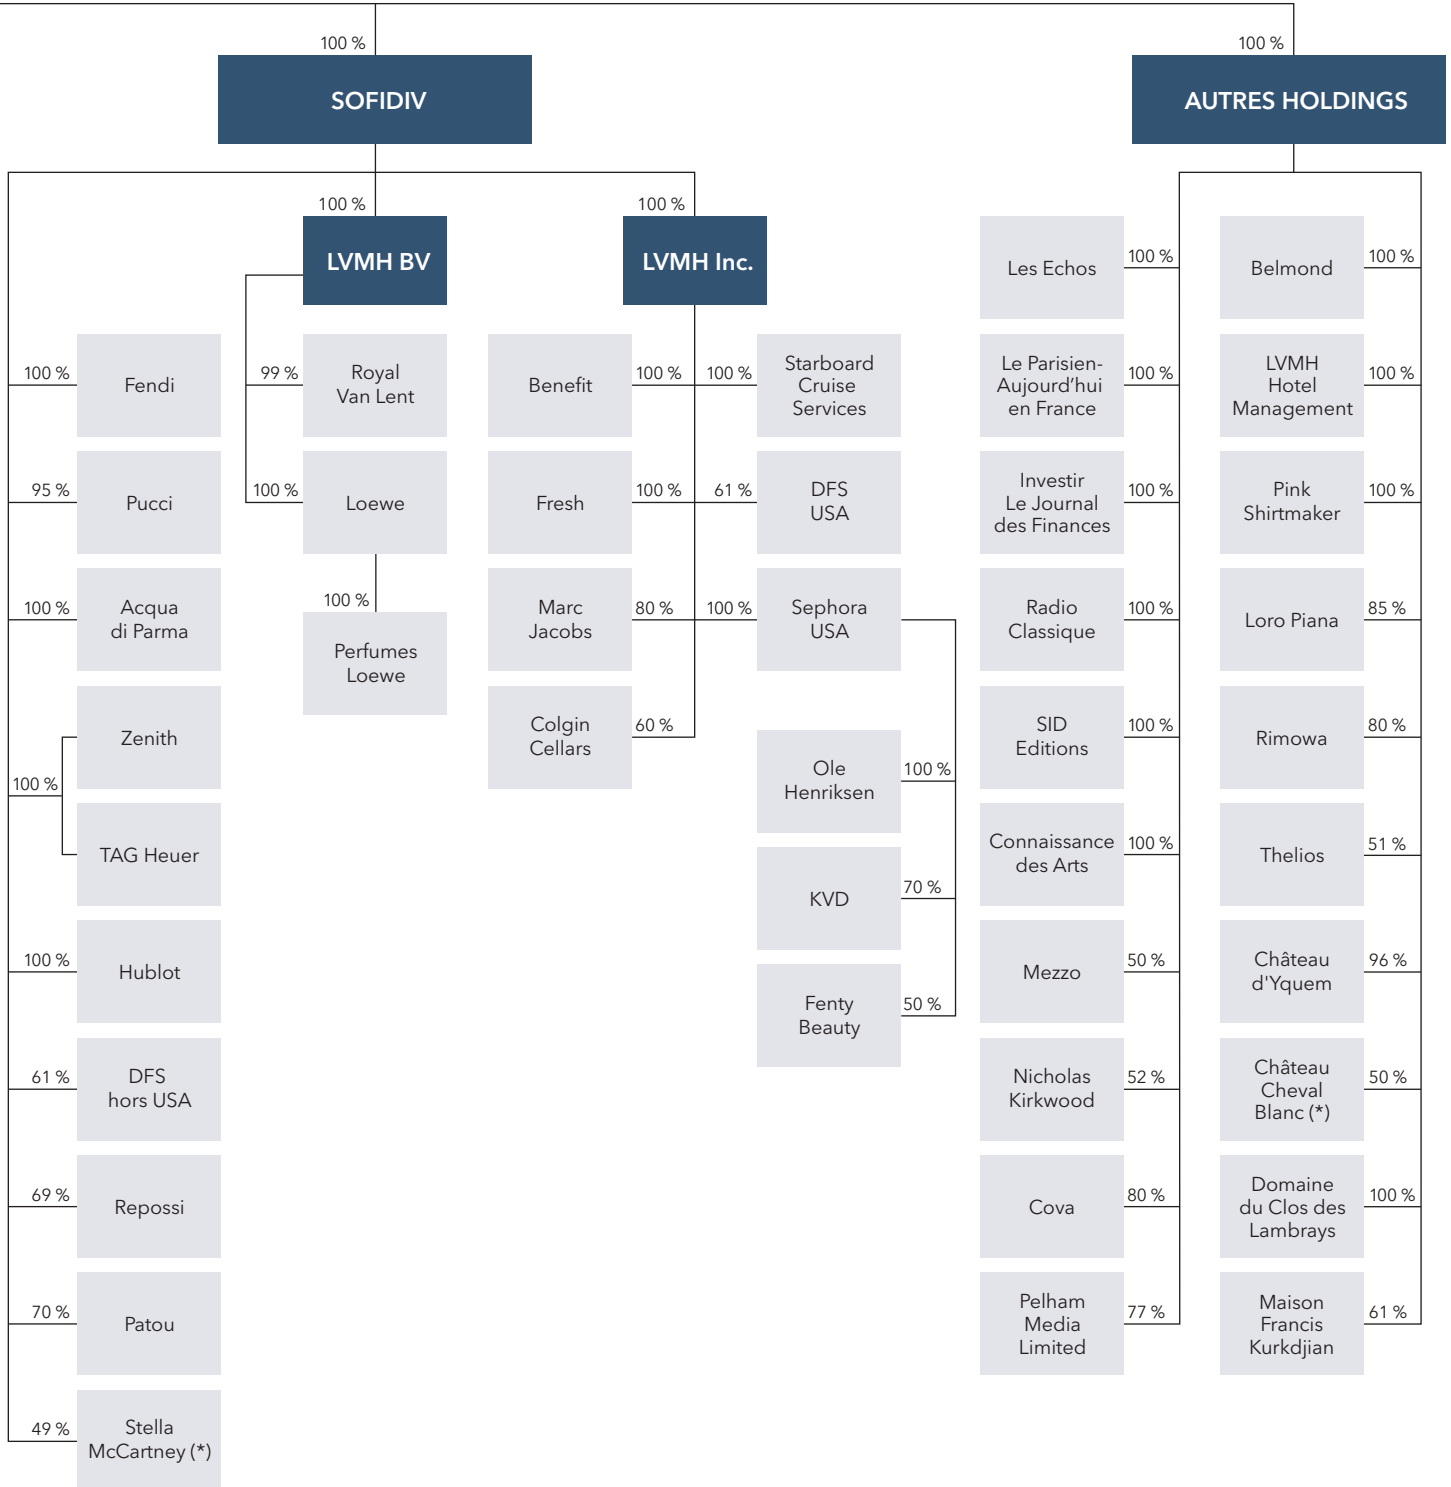 100 %
SOFIDIV
100 %
AUTRES HOLDINGS
100 %
LVMH BV
100 %
LVMH Inc.
100 %
Fendi
95 %
Pucci
100 %
Acqua
di Parma
100 %
Zenith
TAG Heuer
100 %
Hublot
61 %
DFS
hors USA
69 %
Repossi
70 %
Patou
49 %
Stella
McCartney (*)
99 %
Royal
Van Lent
100 %
Loewe
100 %
Perfumes
Loewe
Benefit
100 %
Fresh
100 %
Marc
Jacobs
80 %
Colgin
Cellars
60 %
100 %
Starboard
Cruise
Services
61 %
DFS
USA
100 %
Sephora
USA
Ole
Henriksen
100 %
KVD
70 %
Fenty
Beauty
50 %
Les Echos
100 %
Le Parisien-
Aujourd'hui
en France
100 %
Investir
Le Journal
des Finances
100 %
Radio
Classique
100 %
SID
Editions
100 %
Connaissance
des Arts
100 %
Mezzo
50 %
Nicholas
Kirkwood
52 %
Cova
80 %
Pelham
Media
Limited
77 %
Belmond
100 %
LVMH
Hotel
Management
100 %
Pink
Shirtmaker
100 %
Loro Piana
85 %
Rimowa
80 %
Thelios
51 %
Château
d'Yquem
96 %
Château
Cheval
Blanc (*)
50 %
Domaine
du Clos des
Lambrays
100 %
Maison
Francis
Kurkdjian
61 %